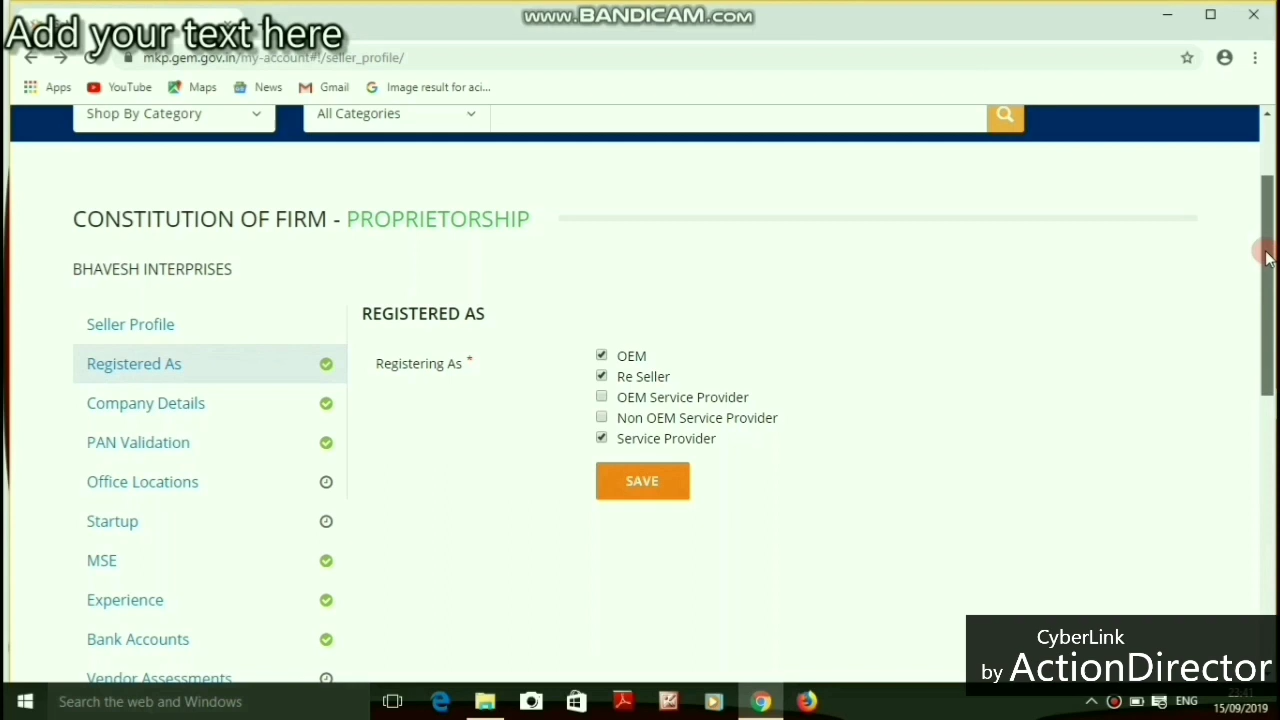 www.BANDICAM.com
Add your text here
mkp.gem.gov.in/my-account#!/seller_profile/
Apps YouTube Maps News Gmail Image result for aci...
Shop By Category All Categories
CONSTITUTION OF FIRM - PROPRIETORSHIP
BHAVESH INTERPRISES
Seller Profile
Registered As
Company Details
PAN Validation
Office Locations
Startup
MSE
Experience
Bank Accounts
Vendor Assessments
REGISTERED AS
Registering As *
OEM
Re Seller
OEM Service Provider
Non OEM Service Provider
Service Provider
SAVE
CyberLink
by ActionDirector
Search the web and Windows
ENG
23:41
15/09/2019